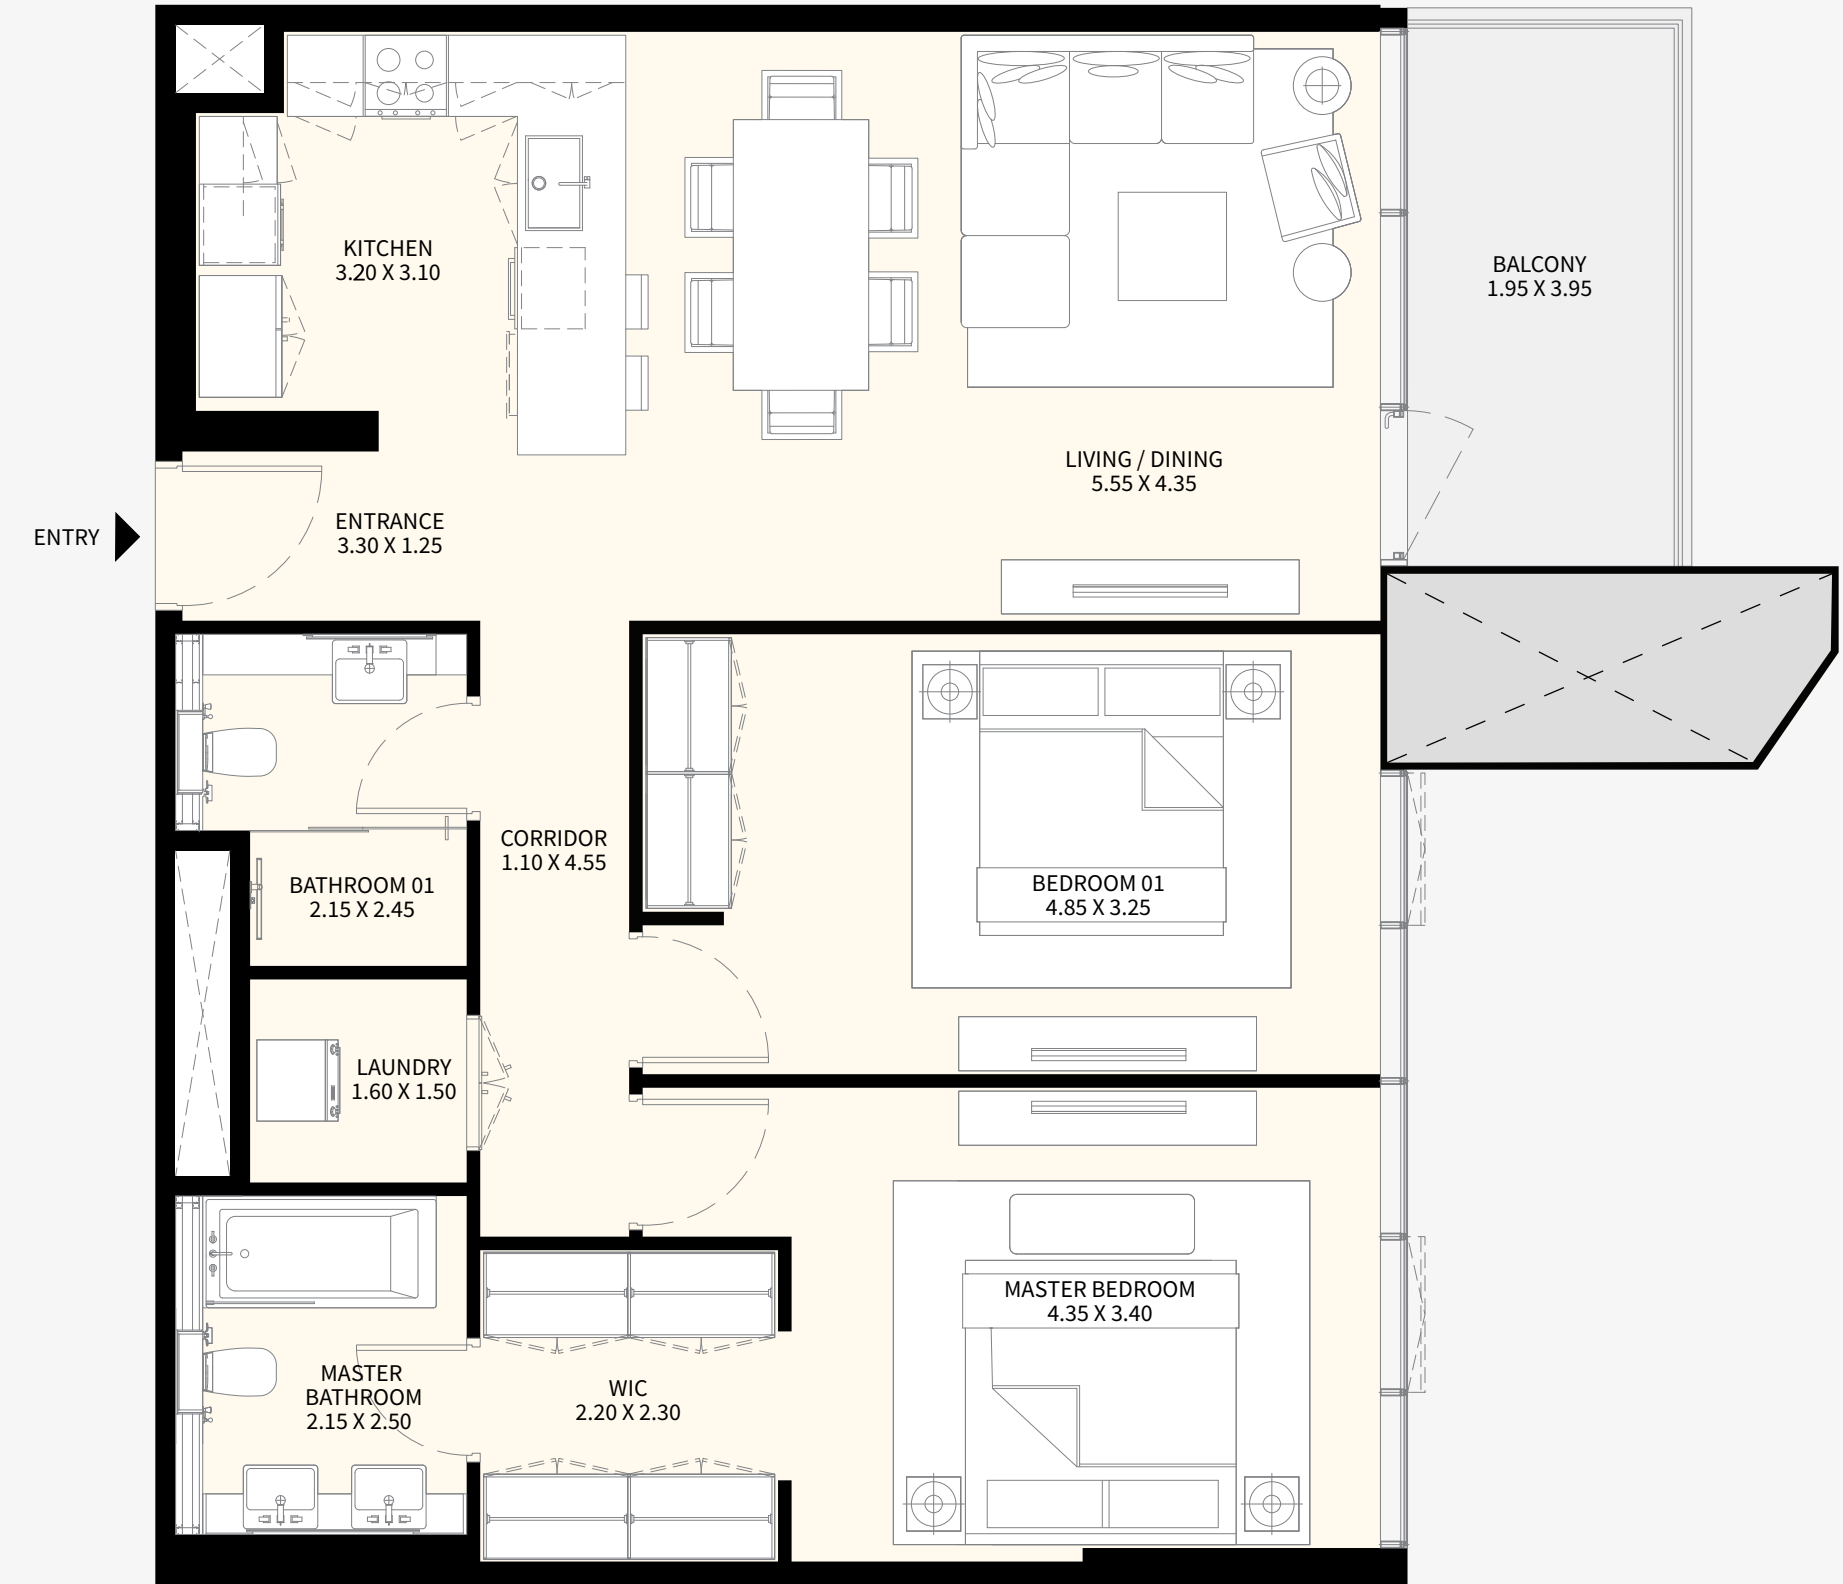 KITCHEN
3.20 X 3.10
BALCONY
1.95 X 3.95
LIVING / DINING
5.55 X 4.35
ENTRY
ENTRANCE
3.30 X 1.25
CORRIDOR
1.10 X 4.55
BATHROOM 01
2.15 X 2.45
BEDROOM 01
4.85 X 3.25
LAUNDRY
1.60 X 1.50
MASTER BEDROOM
4.35 X 3.40
MASTER
BATHROOM
2.15 X 2.50
WIC
2.20 X 2.30